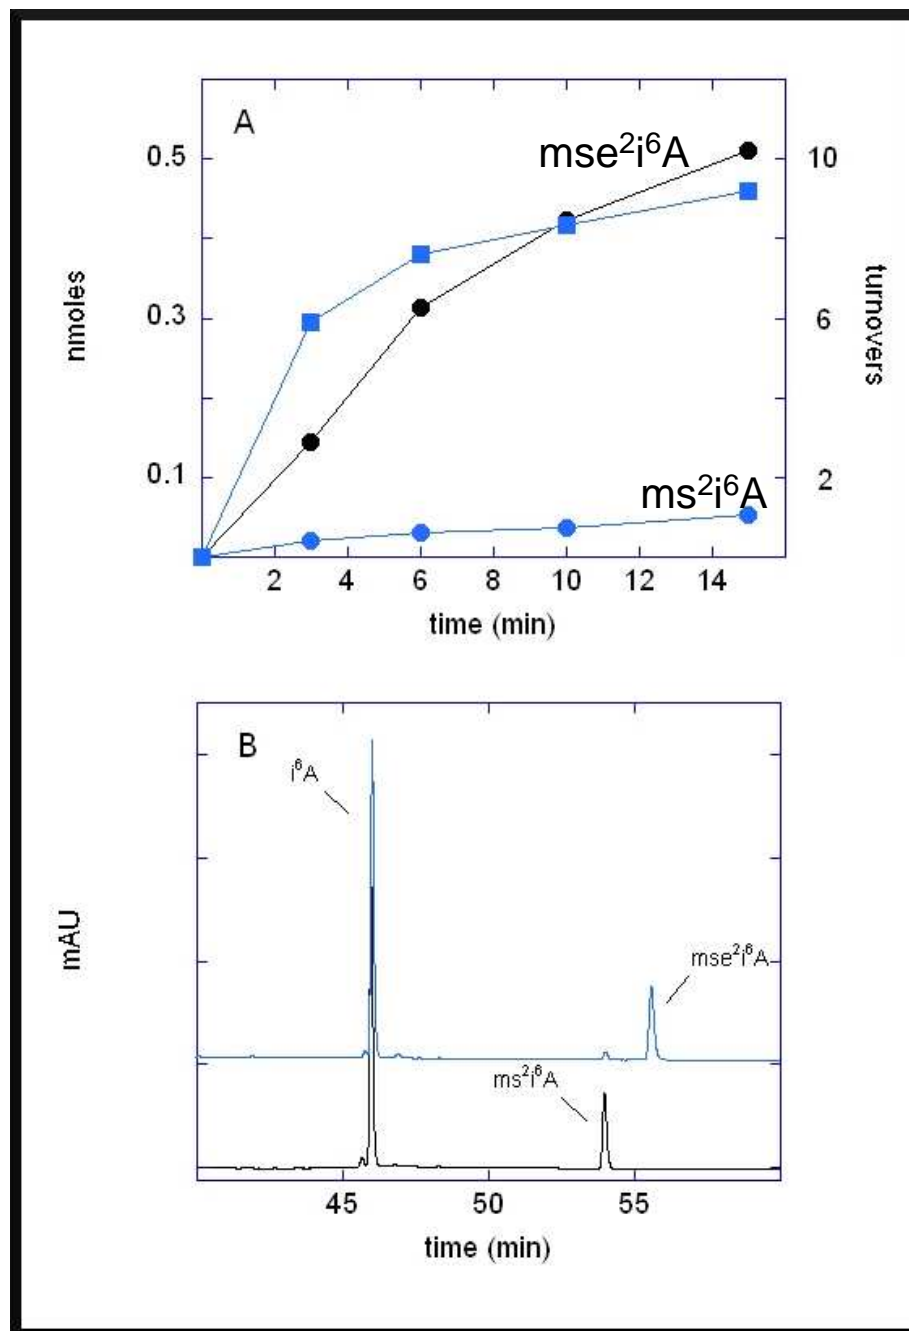 A
mse²i⁶A
0.5
10
0.3
6
nmoles
turnovers
0.1
2
ms²i⁶A
2 4 6 8 10 12 14
time (min)
B
i⁶A
mAU
mse²i⁶A
ms²i⁶A
45 50 55
time (min)